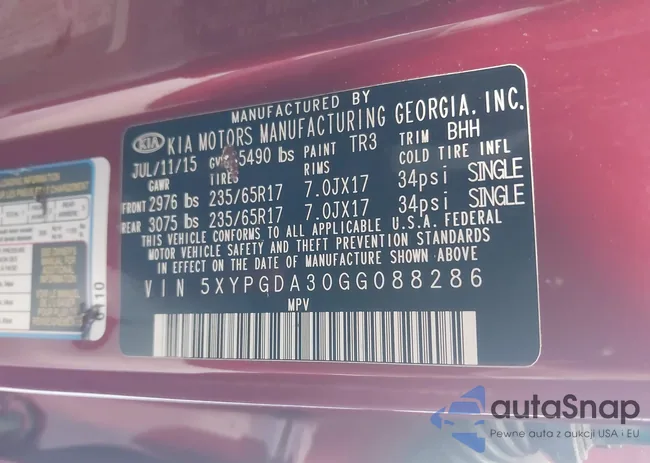 MANUFACTURED BY
KIA KIA MOTORS MANUFACTURING GEORGIA, INC.
JUL/11/15 5490 lbs PAINT TR3 TRIM BHH
GAWR TIRES RIMS COLD TIRE INFL
FRONT 2976 lbs 235/65R17 7.0JX17 34psi SINGLE
REAR 3075 lbs 235/65R17 7.0JX17 34psi SINGLE
THIS VEHICLE CONFORMS TO ALL APPLICABLE U.S.A. FEDERAL
MOTOR VEHICLE SAFETY AND THEFT PREVENTION STANDARDS
IN EFFECT ON THE DATE OF MANUFACTURE SHOWN ABOVE.
VIN 5XYPGDA30GG088286
MPV
INFORMATION
autaSnap
Pewne auta z aukcji USA i EU